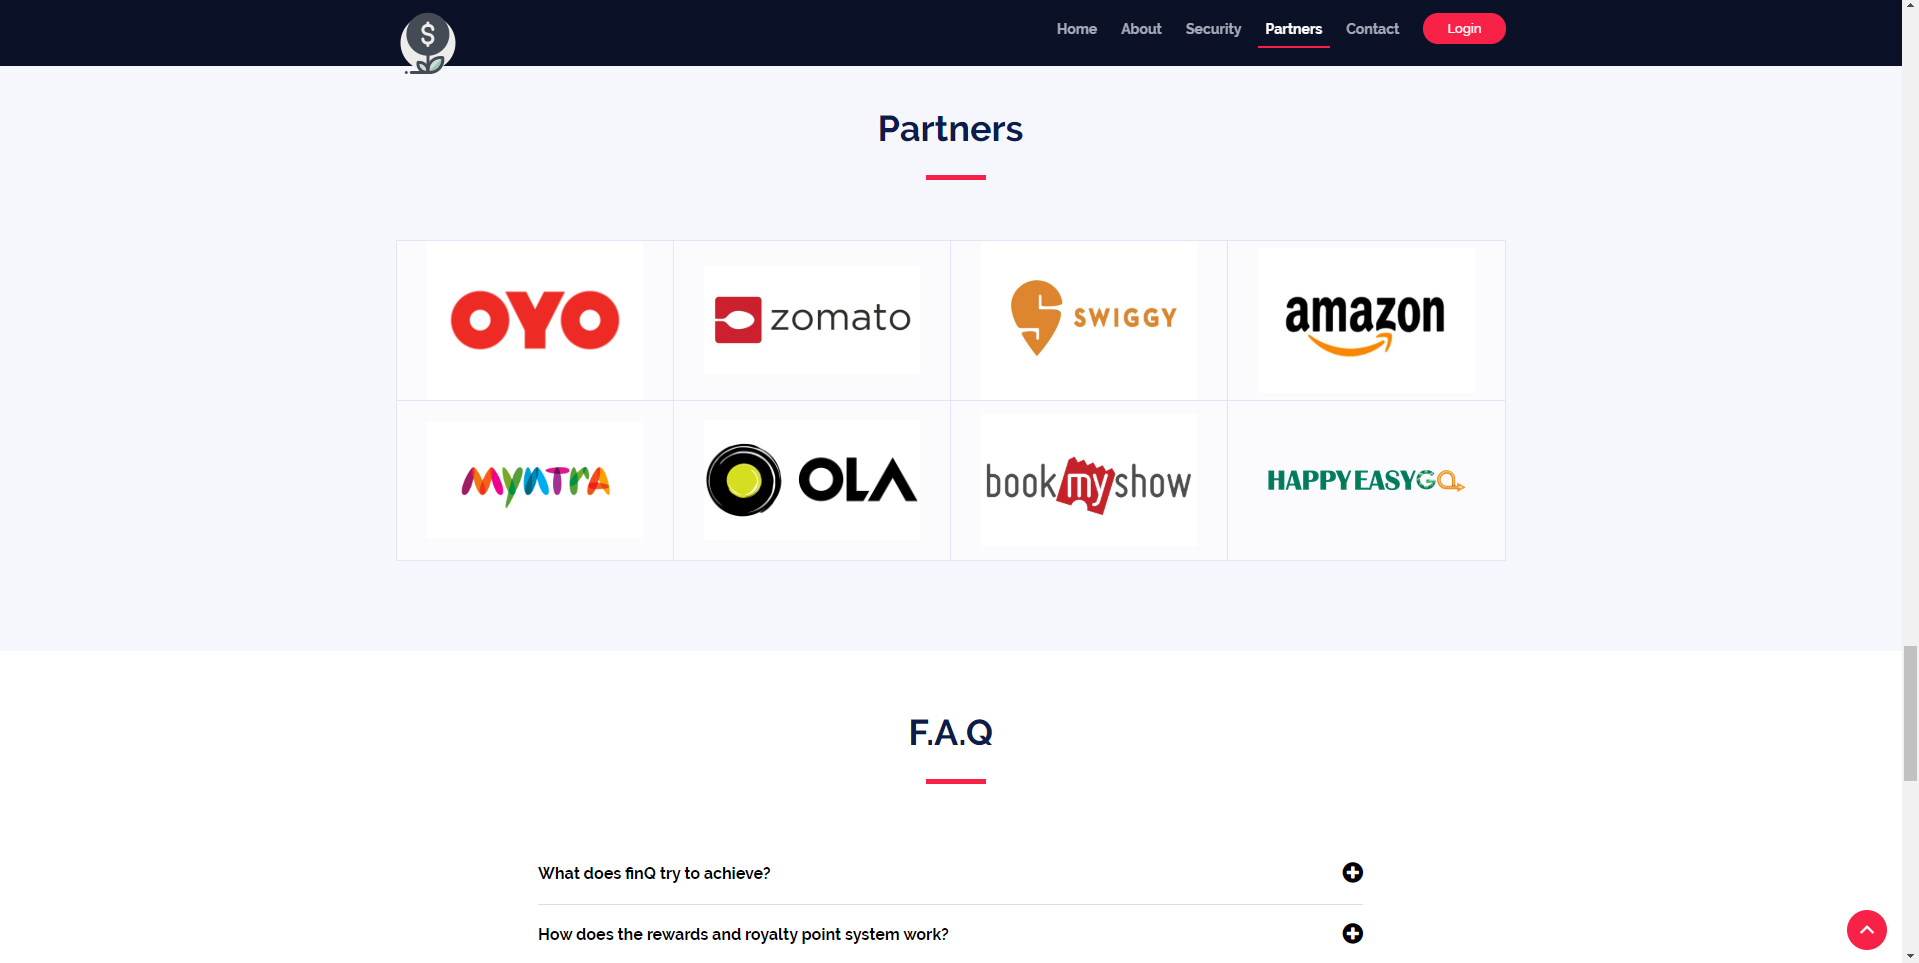 $
Home About Security Partners Contact Login
Partners
OYO
zomato
SWIGGY
amazon
Myntra
OLA
bookmyshow
HAPPYEASYGO
F.A.Q
What does finQ try to achieve?
How does the rewards and royalty point system work?